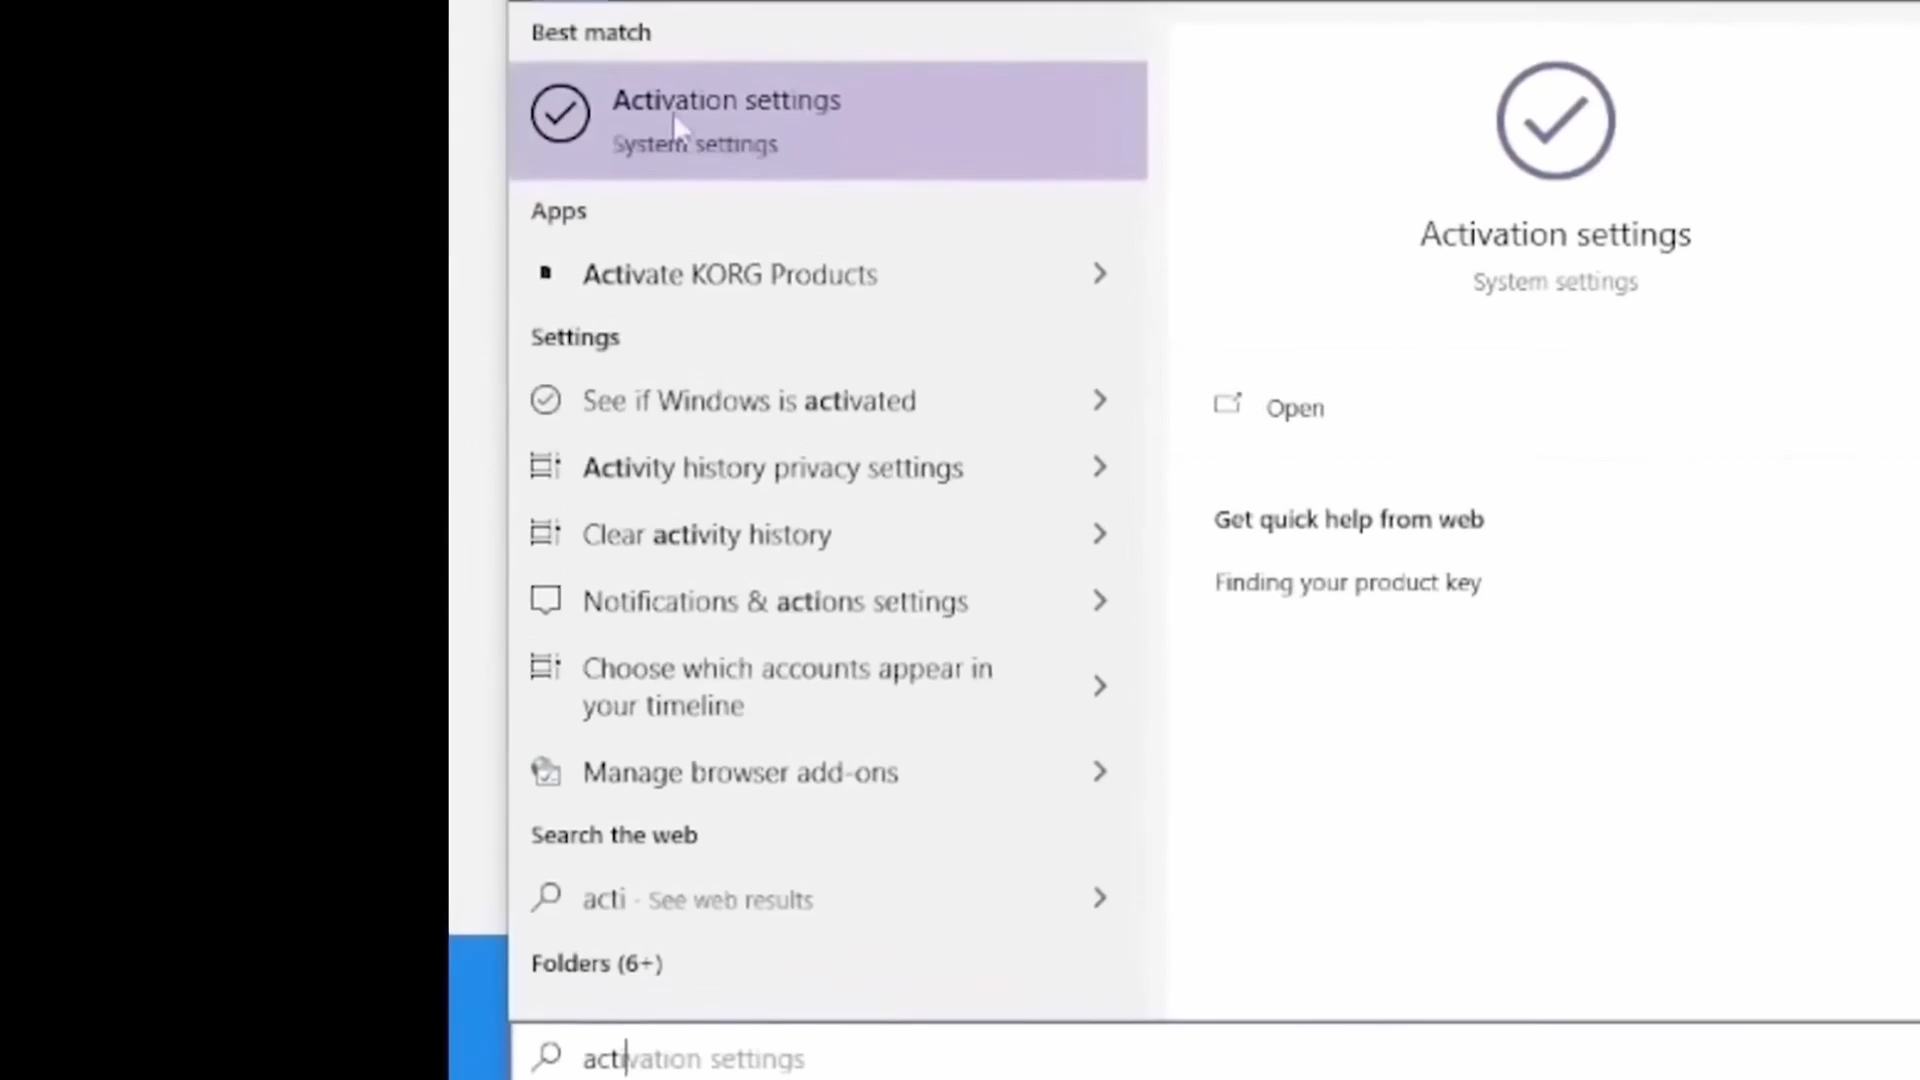 Best match
Activation settings
System settings
Apps
Activate KORG Products
Settings
See if Windows is activated
Activity history privacy settings
Clear activity history
Notifications & actions settings
Choose which accounts appear in
your timeline
Manage browser add-ons
Search the web
acti - See web results
Folders (6+)
activation settings
Activation settings
System settings
Open
Get quick help from web
Finding your product key